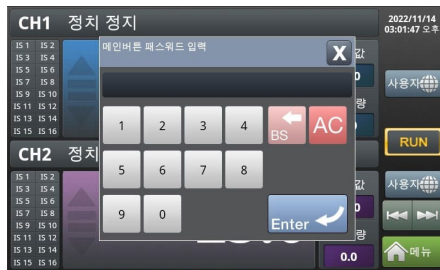 CH1 정치 정지
2022/11/14
03:01:47 오후
IS 1 IS 2
IS 3 IS 4
IS 5 IS 6
IS 7 IS 8
IS 9 IS 10
IS 11 IS 12
IS 13 IS 14
IS 15 IS 16
메인버튼 패스워드 입력
X
값
사용자
량
1 2 3 4 BS AC
RUN
CH2 정치
5 6 7 8
IS 1 IS 2
IS 3 IS 4
IS 5 IS 6
IS 7 IS 8
IS 9 IS 10
IS 11 IS 12
IS 13 IS 14
IS 15 IS 16
값
사용자
9 0 Enter
량
0.0
메뉴